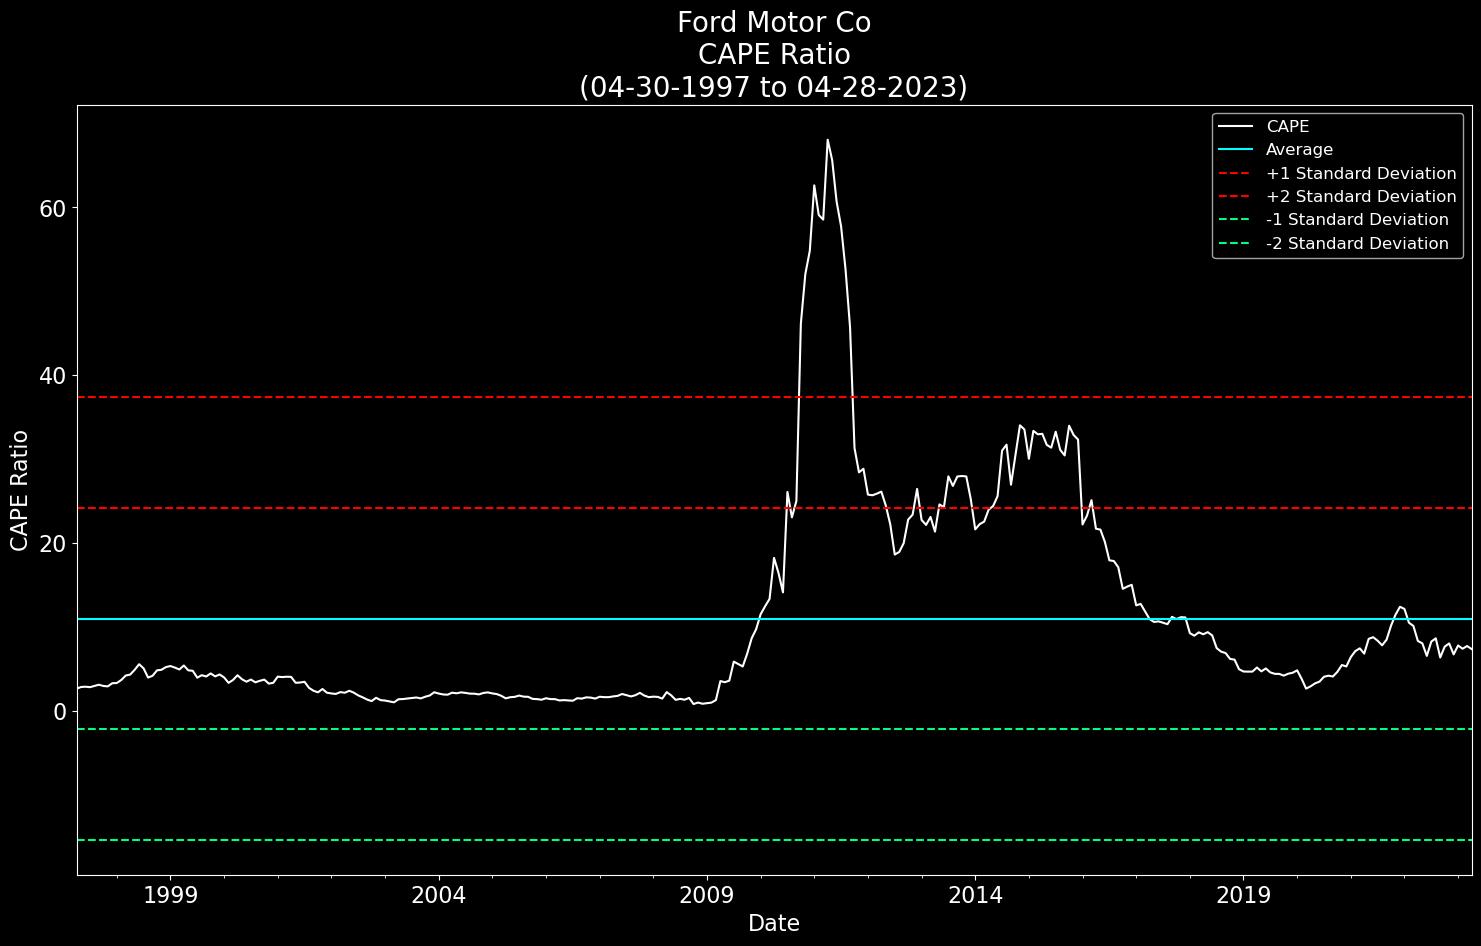 Ford Motor Co
CAPE Ratio
(04-30-1997 to 04-28-2023)
CAPE
Average
+1 Standard Deviation
+2 Standard Deviation
-1 Standard Deviation
-2 Standard Deviation
CAPE Ratio
60
40
20
0
1999
2004
2009
2014
2019
Date